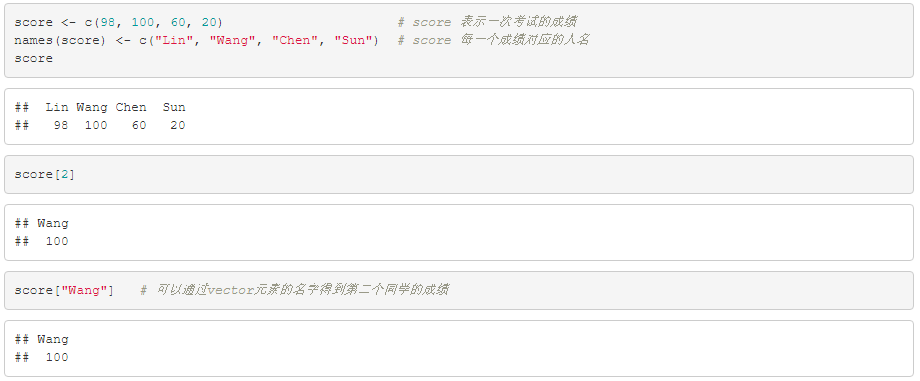 score <- c(98, 100, 60, 20)                      # score 表示一次考试的成绩
names(score) <- c("Lin", "Wang", "Chen", "Sun")  # score 每一个成绩对应的人名
score
##  Lin Wang Chen  Sun
##   98  100   60   20
score[2]
## Wang
##  100
score["Wang"]   # 可以通过vector元素的名字得到第二个同学的成绩
## Wang
##  100